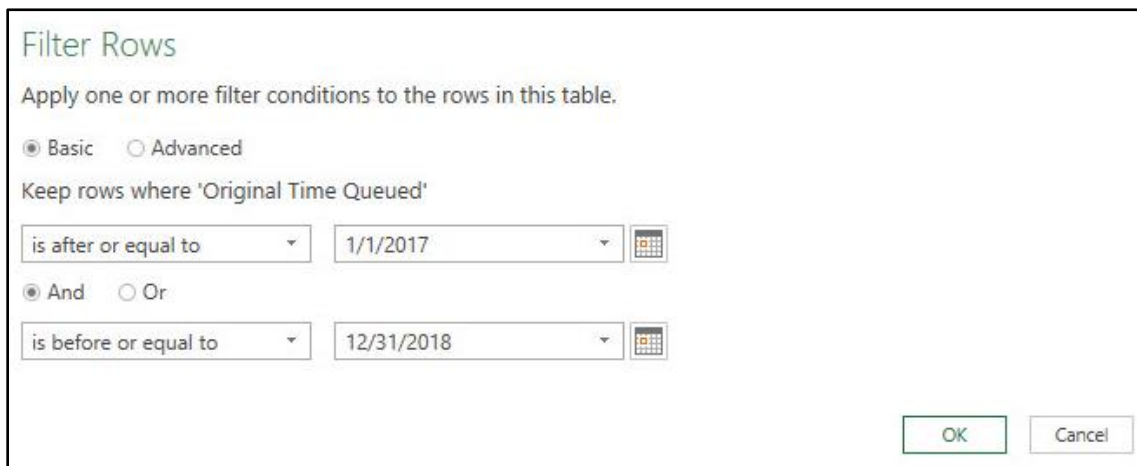 Filter Rows
Apply one or more filter conditions to the rows in this table.
Basic Advanced
Keep rows where 'Original Time Queued'
is after or equal to 1/1/2017
And Or
is before or equal to 12/31/2018
OK Cancel